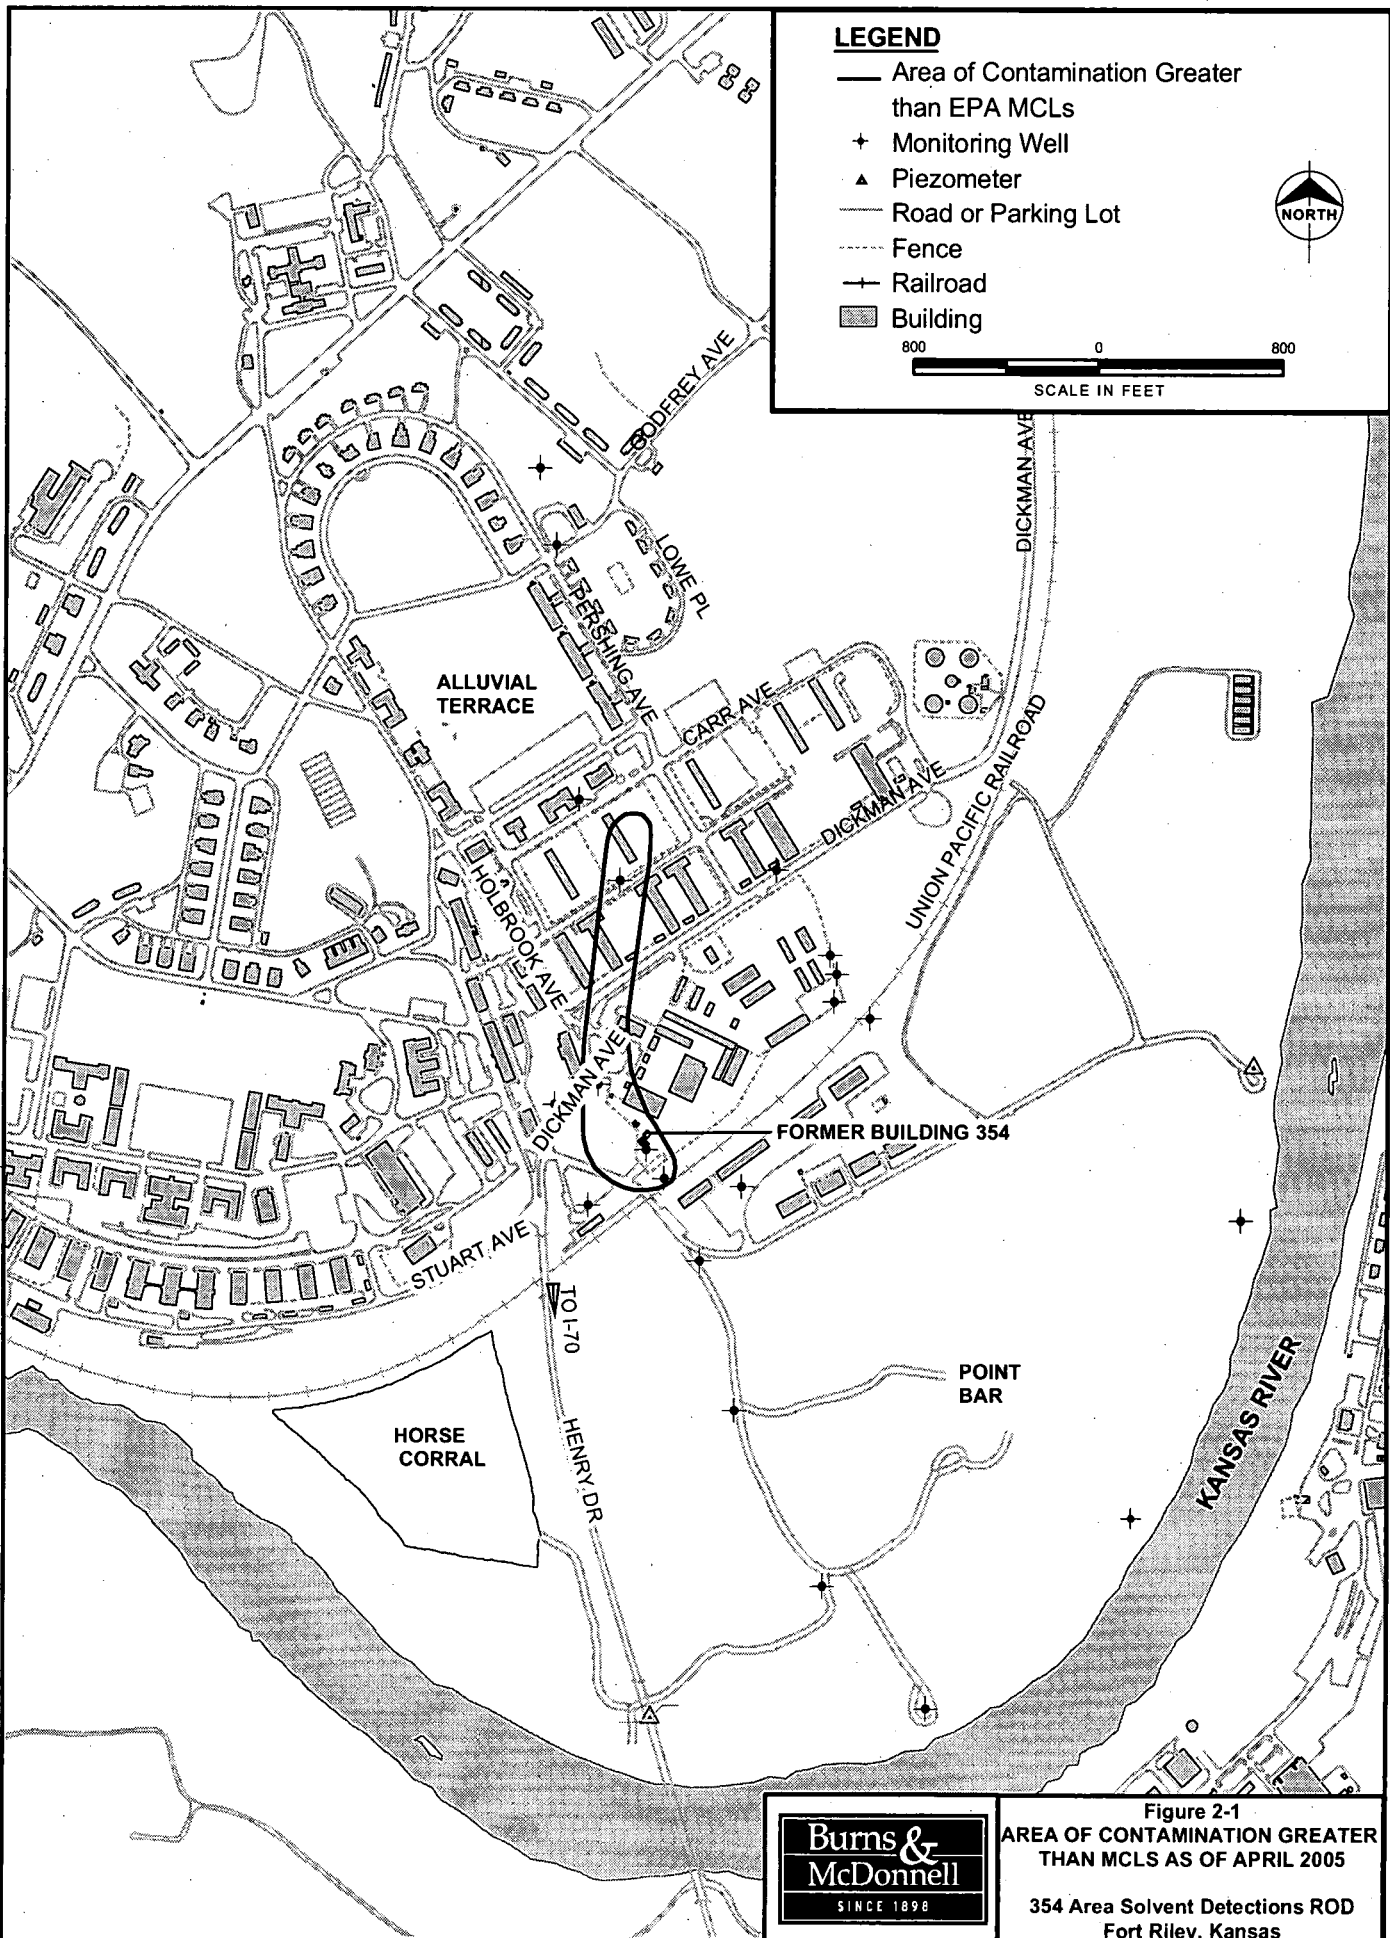 LEGEND
Area of Contamination Greater
than EPA MCLs
Monitoring Well
Piezometer
Road or Parking Lot
Fence
Railroad
Building
NORTH
800 0 800
SCALE IN FEET
GODFREY AVE
DICKMAN AVE
LOWE PL
PERSHING AVE
ALLUVIAL
TERRACE
CARR AVE
DICKMAN AVE
UNION PACIFIC RAILROAD
HOLBROOK AVE
DICKMAN AVE
FORMER BUILDING 354
STUART AVE
TO I-70
POINT
BAR
HORSE
CORRAL
HENRY DR
KANSAS RIVER
Burns &
McDonnell
SINCE 1898
Figure 2-1
AREA OF CONTAMINATION GREATER
THAN MCLS AS OF APRIL 2005
354 Area Solvent Detections ROD
Fort Riley, Kansas